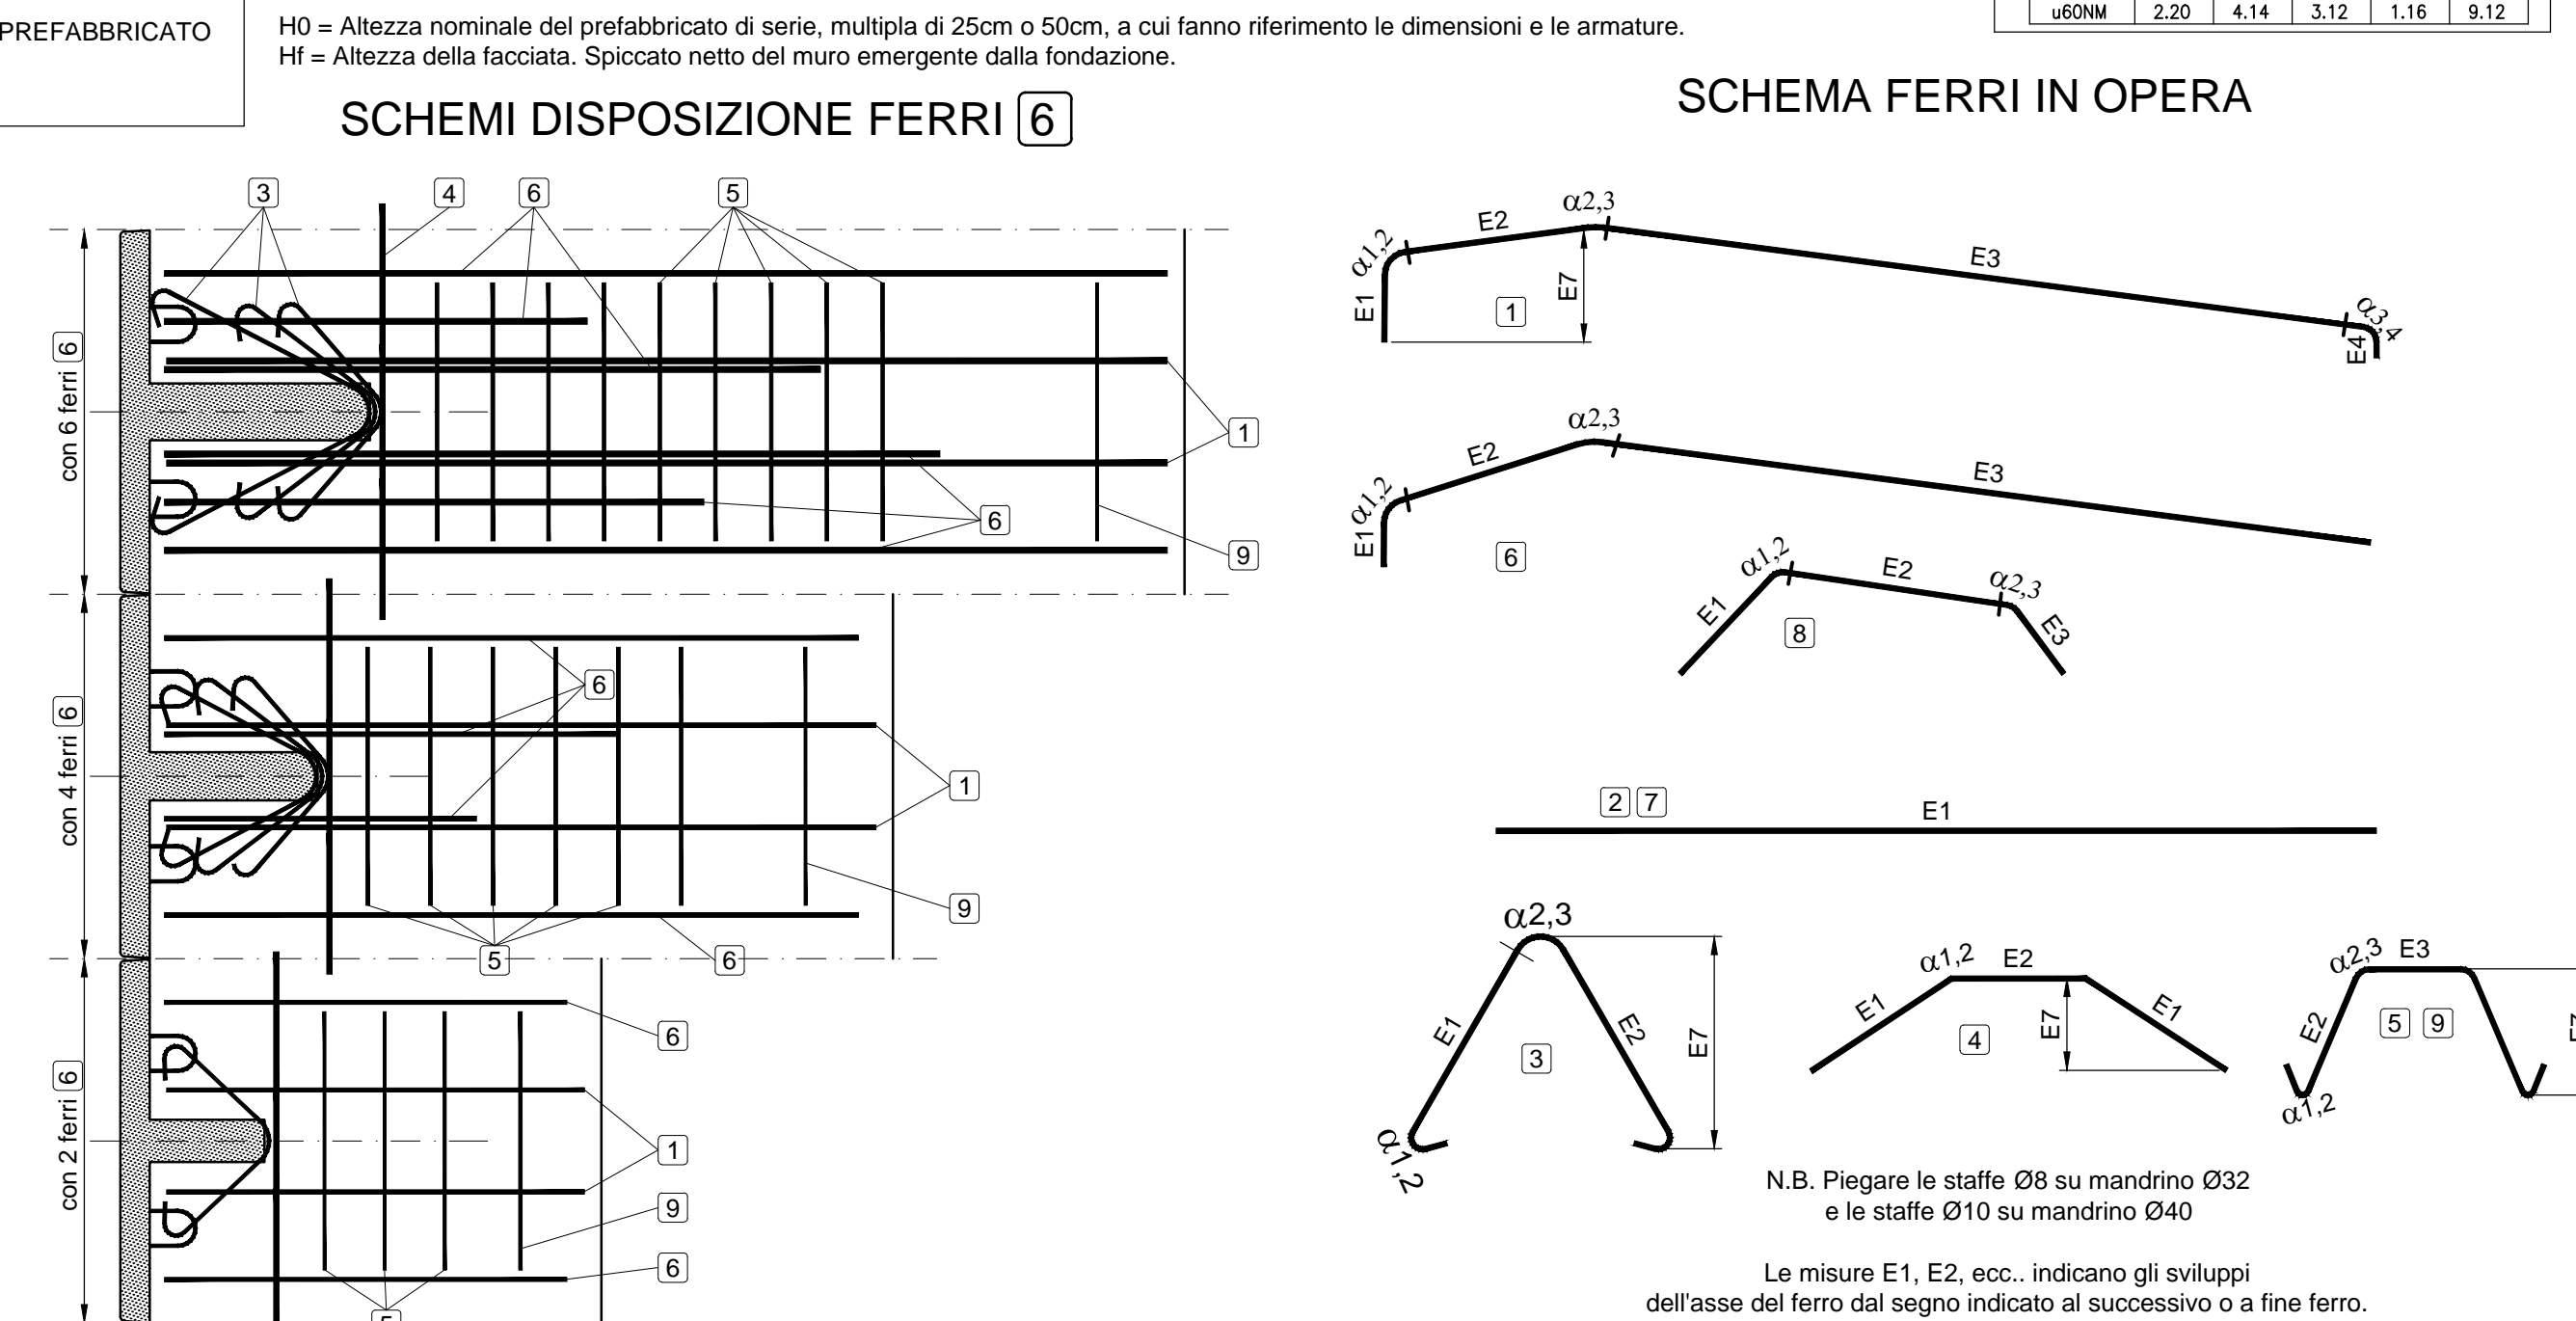 PREFABBRICATO
H0 = Altezza nominale del prefabbricato di serie, multipla di 25cm o 50cm, a cui fanno riferimento le dimensioni e le armature.
Hf = Altezza della facciata. Spiccato netto del muro emergente dalla fondazione.
u60NM 2.20 4.14 3.12 1.16 9.12
SCHEMI DISPOSIZIONE FERRI 6
3 4 6 5
con 6 ferri 6
1
6
9
con 4 ferri 6
6
1
9
5 6
con 2 ferri 6
6
1
9
6
5
SCHEMA FERRI IN OPERA
α1,2 E2 α2,3 E3 α3,4
E1 1 E7 E4
α1,2 E2 α2,3 E3
E1 6
E1 α1,2 E2 α2,3 E3
8
2 7 E1
α2,3
E1 3 E2 E7
α1,2
α1,2 E2
E1 4 E7 E1
α2,3 E3
E2 5 9 E7
α1,2
N.B. Piegare le staffe Ø8 su mandrino Ø32
e le staffe Ø10 su mandrino Ø40
Le misure E1, E2, ecc.. indicano gli sviluppi
dell'asse del ferro dal segno indicato al successivo o a fine ferro.